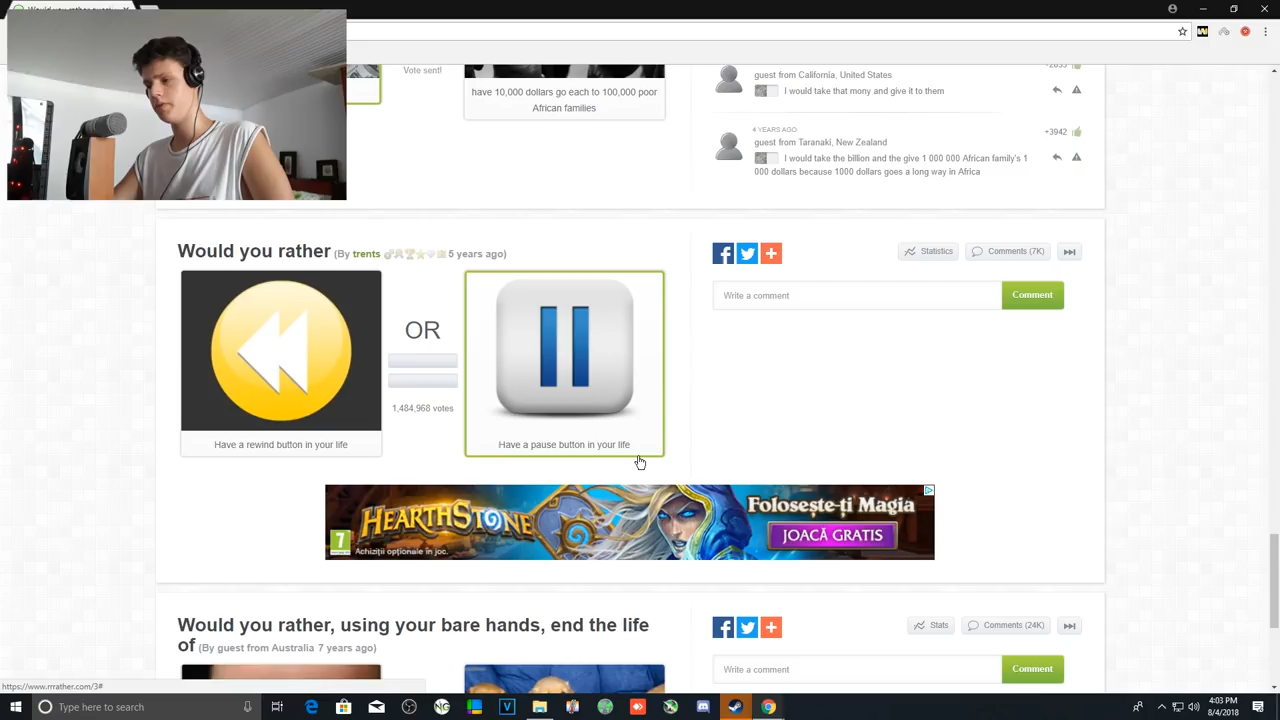 Vote sent!
have 10,000 dollars go each to 100,000 poor
African families
guest from California, United States
I would take that mony and give it to them
4 YEARS AGO
+3942
guest from Taranaki, New Zealand
I would take the billion and the give 1 000 000 African family's 1
000 dollars because 1000 dollars goes a long way in Africa
Would you rather (By trents 5 years ago)
Statistics
Comments (7K)
Write a comment
Comment
OR
1,484,968 votes
Have a rewind button in your life
Have a pause button in your life
HEARTHSTONE
Folosește-ți Magia
JOACĂ GRATIS
7
Achiziții opționale în joc.
Would you rather, using your bare hands, end the life
of (By guest from Australia 7 years ago)
Stats
Comments (24K)
Write a comment
Comment
https://www.rrrather.com/3#
Type here to search
4:03 PM
8/4/2018